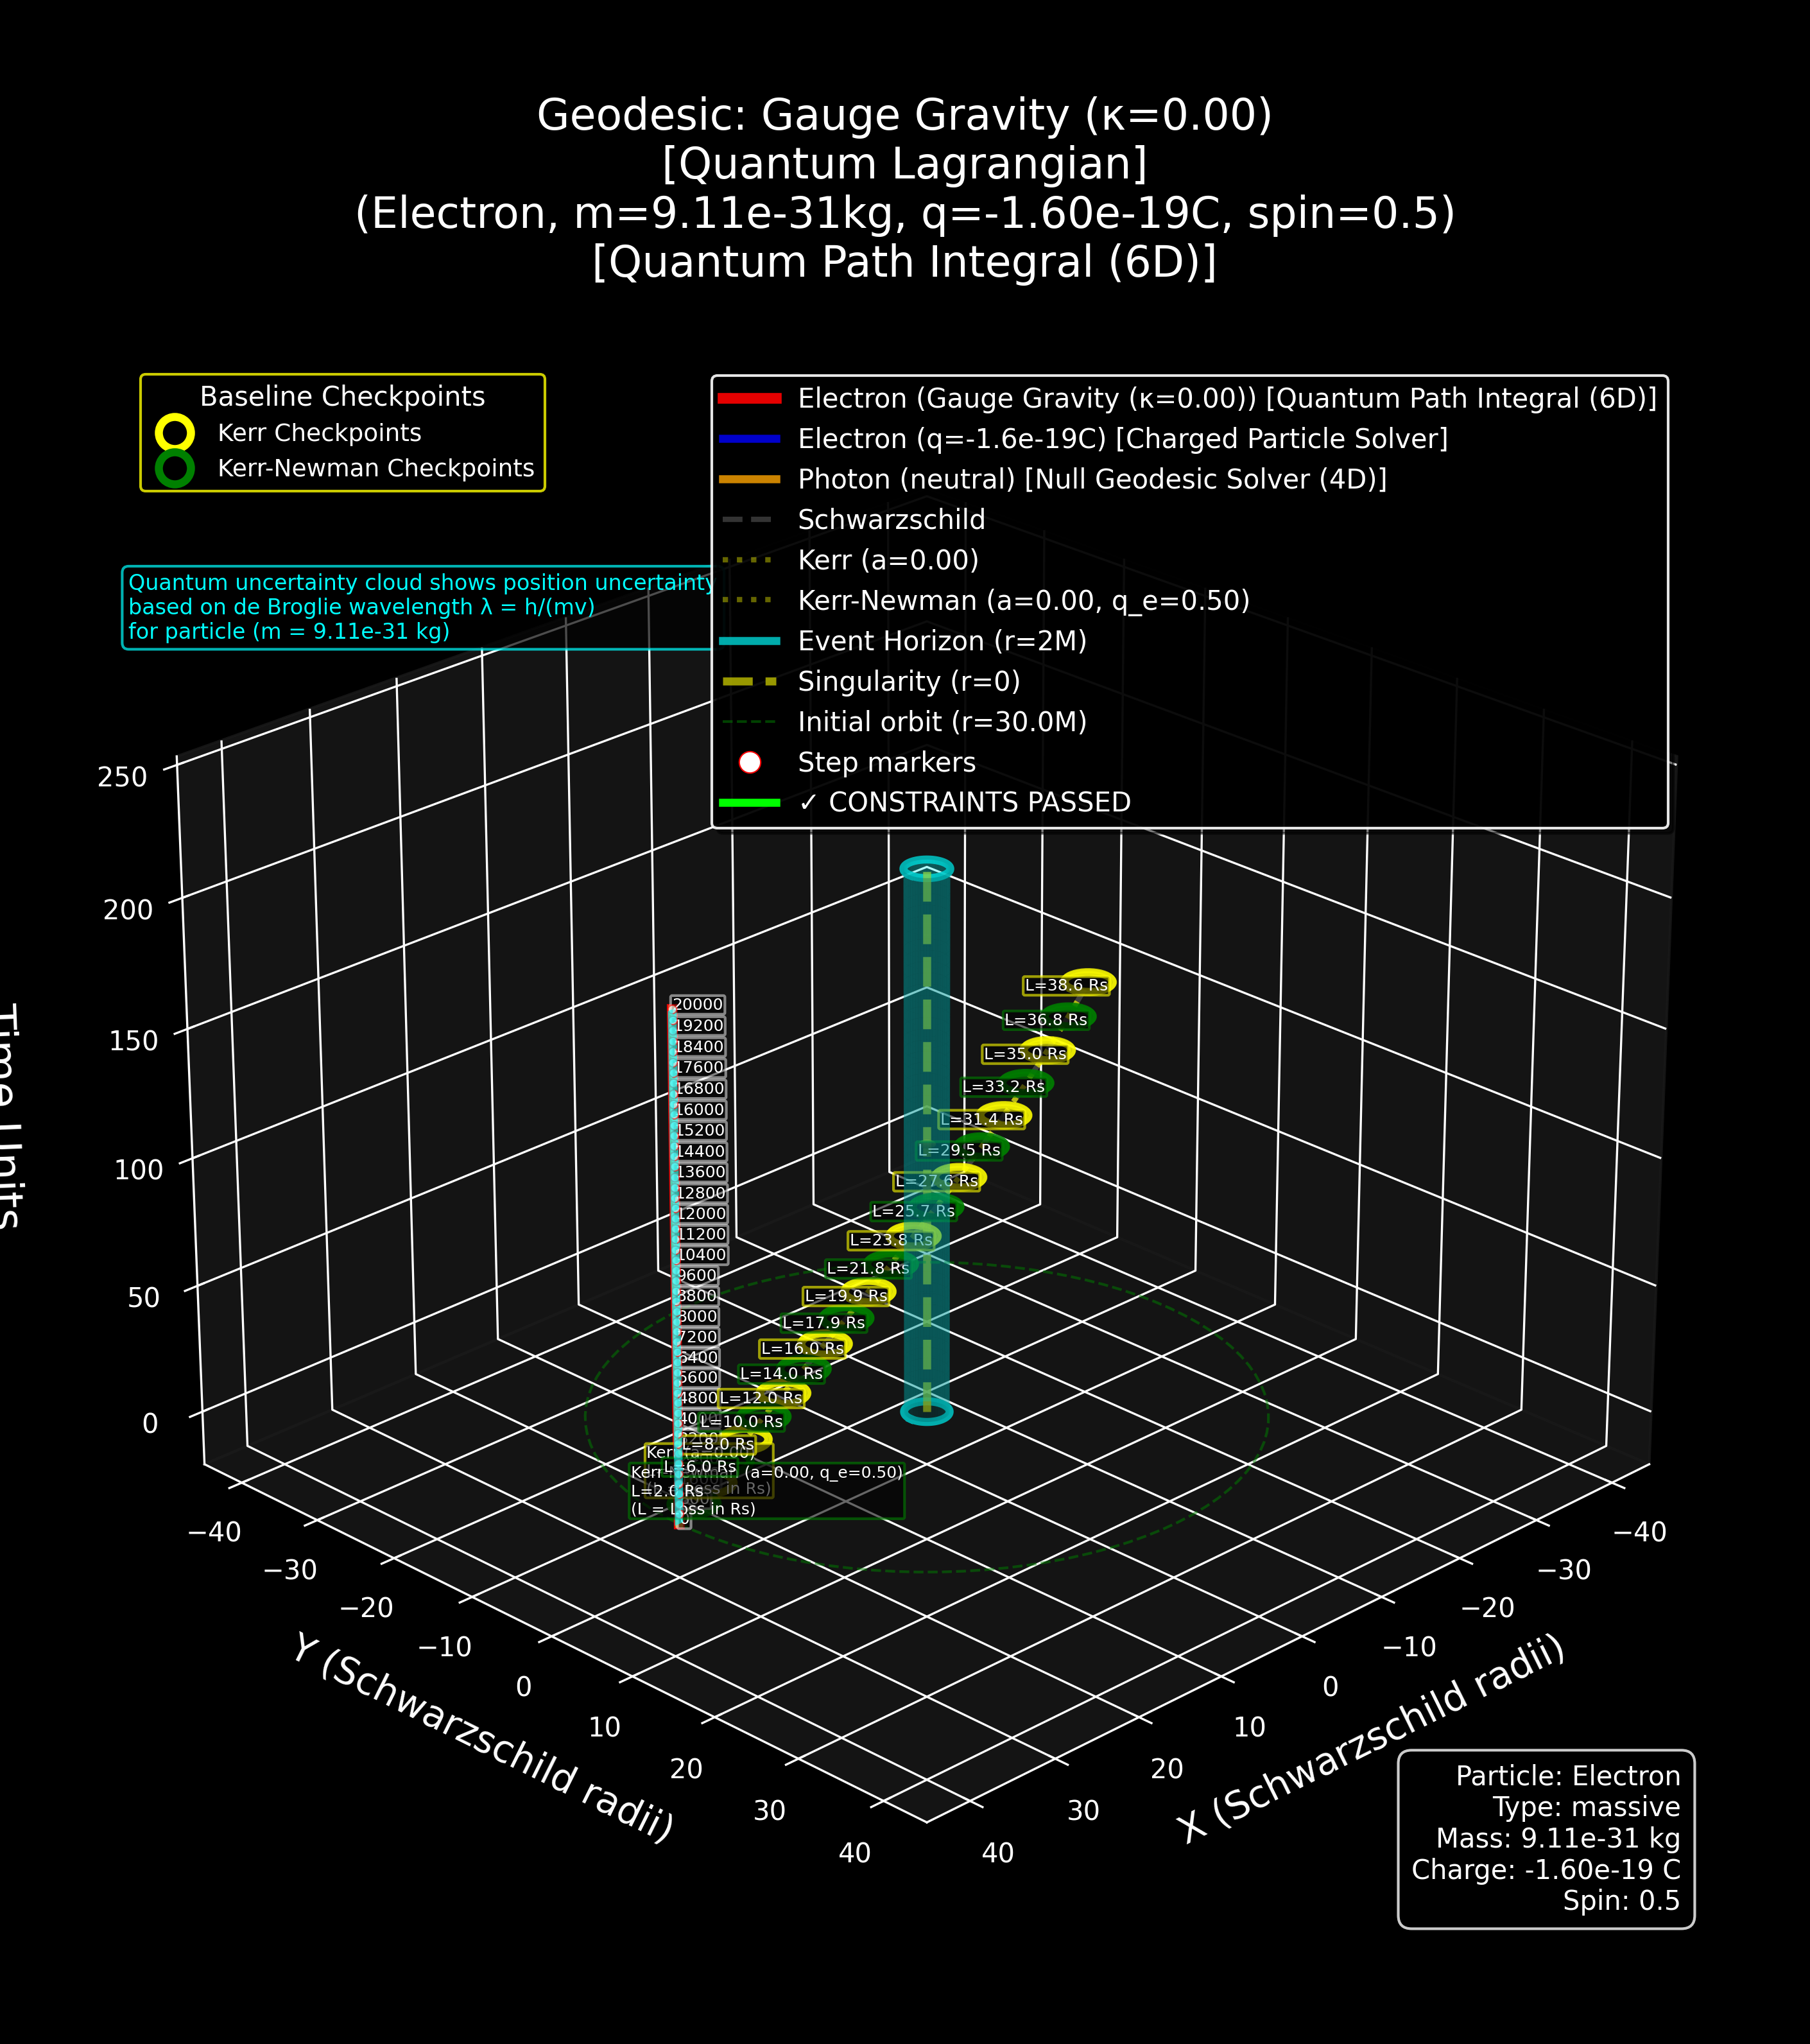 Geodesic: Gauge Gravity (κ=0.00)
[Quantum Lagrangian]
(Electron, m=9.11e-31kg, q=-1.60e-19C, spin=0.5)
[Quantum Path Integral (6D)]
Baseline Checkpoints
Kerr Checkpoints
Kerr-Newman Checkpoints
Electron (Gauge Gravity (κ=0.00)) [Quantum Path Integral (6D)]
Electron (q=-1.6e-19C) [Charged Particle Solver]
Photon (neutral) [Null Geodesic Solver (4D)]
Schwarzschild
Kerr (a=0.00)
Kerr-Newman (a=0.00, q_e=0.50)
Event Horizon (r=2M)
Singularity (r=0)
Initial orbit (r=30.0M)
Step markers
✓ CONSTRAINTS PASSED
Quantum uncertainty cloud shows position uncertainty
based on de Broglie wavelength λ = h/(mv)
for particle (m = 9.11e-31 kg)
250
200
150
100
50
0
Time Units
L=38.6 Rs
L=36.8 Rs
L=35.0 Rs
L=33.2 Rs
L=31.4 Rs
L=29.5 Rs
L=27.6 Rs
L=25.7 Rs
L=23.8 Rs
L=21.8 Rs
L=19.9 Rs
L=17.9 Rs
L=16.0 Rs
L=14.0 Rs
L=12.0 Rs
L=10.0 Rs
L=8.0 Rs
L=6.0 Rs
20000
19200
18400
17600
16800
16000
15200
14400
13600
12800
12000
11200
10400
9600
8800
8000
7200
6400
5600
4800
0
Kerr (a=0.00)
Kerr-Newman (a=0.00, q_e=0.50)
(L = Loss in Rs)
−40
−30
−20
−10
0
10
20
30
40
Y (Schwarzschild radii)
−40
−30
−20
−10
0
10
20
30
40
X (Schwarzschild radii)
Particle: Electron
Type: massive
Mass: 9.11e-31 kg
Charge: -1.60e-19 C
Spin: 0.5